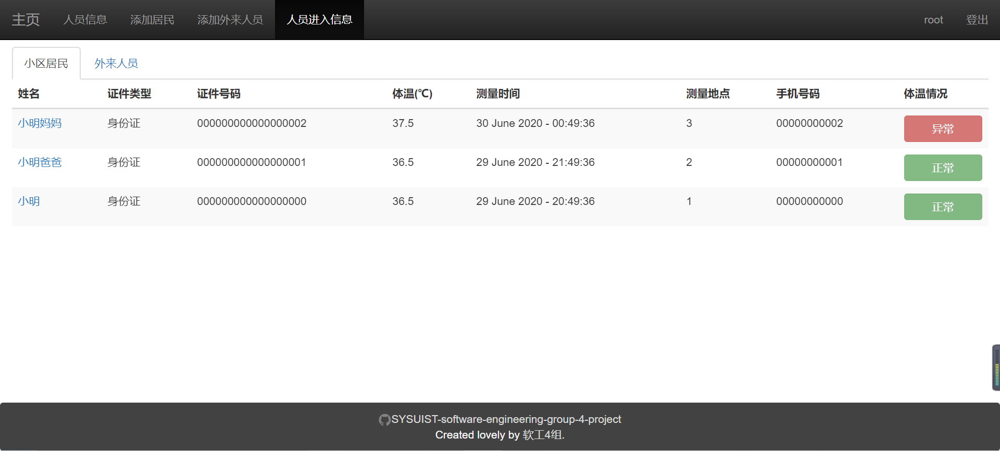 主页 人员信息 添加居民 添加外来人员 人员进入信息 root 登出
小区居民 外来人员
姓名 证件类型 证件号码 体温(℃) 测量时间 测量地点 手机号码 体温情况
小明妈妈 身份证 000000000000000002 37.5 30 June 2020 - 00:49:36 3 00000000002 异常
小明爸爸 身份证 000000000000000001 36.5 29 June 2020 - 21:49:36 2 00000000001 正常
小明 身份证 000000000000000000 36.5 29 June 2020 - 20:49:36 1 00000000000 正常
SYSUIST-software-engineering-group-4-project
Created lovely by 软工4组.